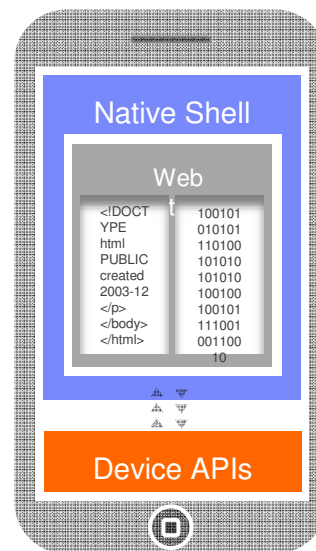 Native Shell
Web
<!DOCT
YPE
html
PUBLIC
created
2003-12
</p>
</body>
</html>
100101
010101
110100
101010
101010
100100
100101
111001
001100
10
Device APIs